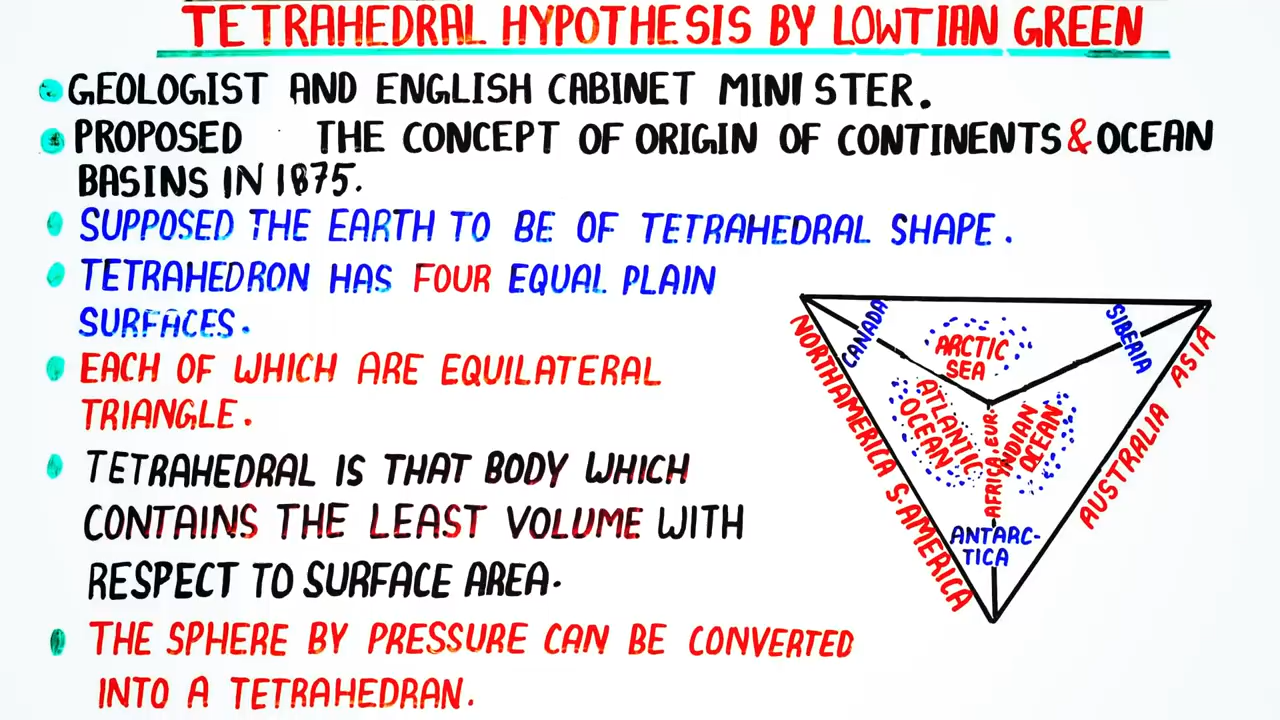 TETRAHEDRAL HYPOTHESIS BY LOWTIAN GREEN
GEOLOGIST AND ENGLISH CABINET MINISTER.
PROPOSED THE CONCEPT OF ORIGIN OF CONTINENTS & OCEAN
BASINS IN 1875.
SUPPOSED THE EARTH TO BE OF TETRAHEDRAL SHAPE.
TETRAHEDRON HAS FOUR EQUAL PLAIN
SURFACES.
EACH OF WHICH ARE EQUILATERAL
TRIANGLE.
TETRAHEDRAL IS THAT BODY WHICH
CONTAINS THE LEAST VOLUME WITH
RESPECT TO SURFACE AREA.
THE SPHERE BY PRESSURE CAN BE CONVERTED
INTO A TETRAHEDRAN.
CANADA
SIBERIA
ARCTIC
SEA
NORTHAMERICA S.AMERICA
ATLANTIC
OCEAN
AFRICA, EUR.
INDIAN
OCEAN
AUSTRALIA ASIA
ANTARC-
TICA